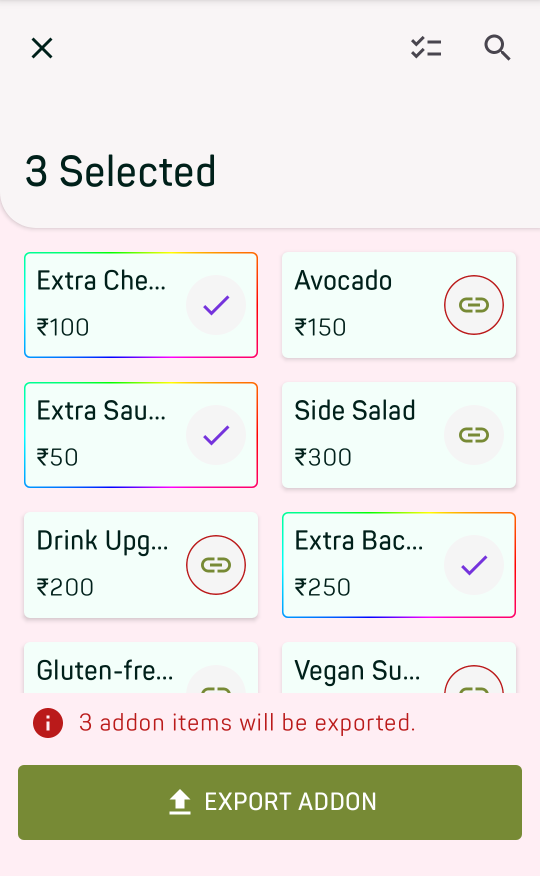 3 Selected
Extra Che...
₹100
Avocado
₹150
Extra Sau...
₹50
Side Salad
₹300
Drink Upg...
₹200
Extra Bac...
₹250
Gluten-fre...
Vegan Su...
3 addon items will be exported.
EXPORT ADDON